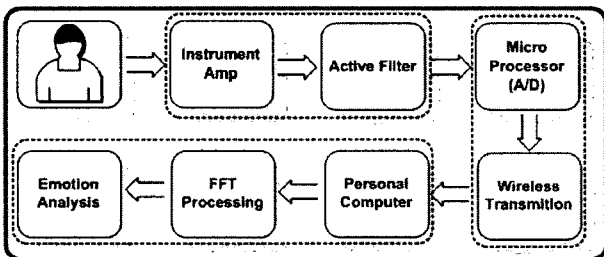 Instrument
Amp
Active Filter
Micro
Processor
(A/D)
Emotion
Analysis
FFT
Processing
Personal
Computer
Wireless
Transmition